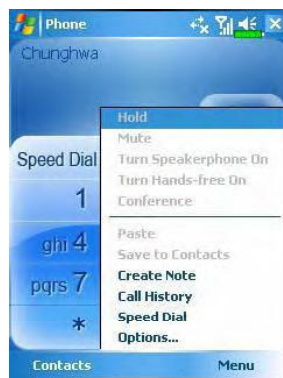 Phone
Chunghwa
Hold
Mute
Speed Dial
Turn Speakerphone On
Turn Hands-free On
1
Conference
ghi 4
Paste
Save to Contacts
pqrs 7
Create Note
Call History
*
Speed Dial
Options...
Contacts
Menu